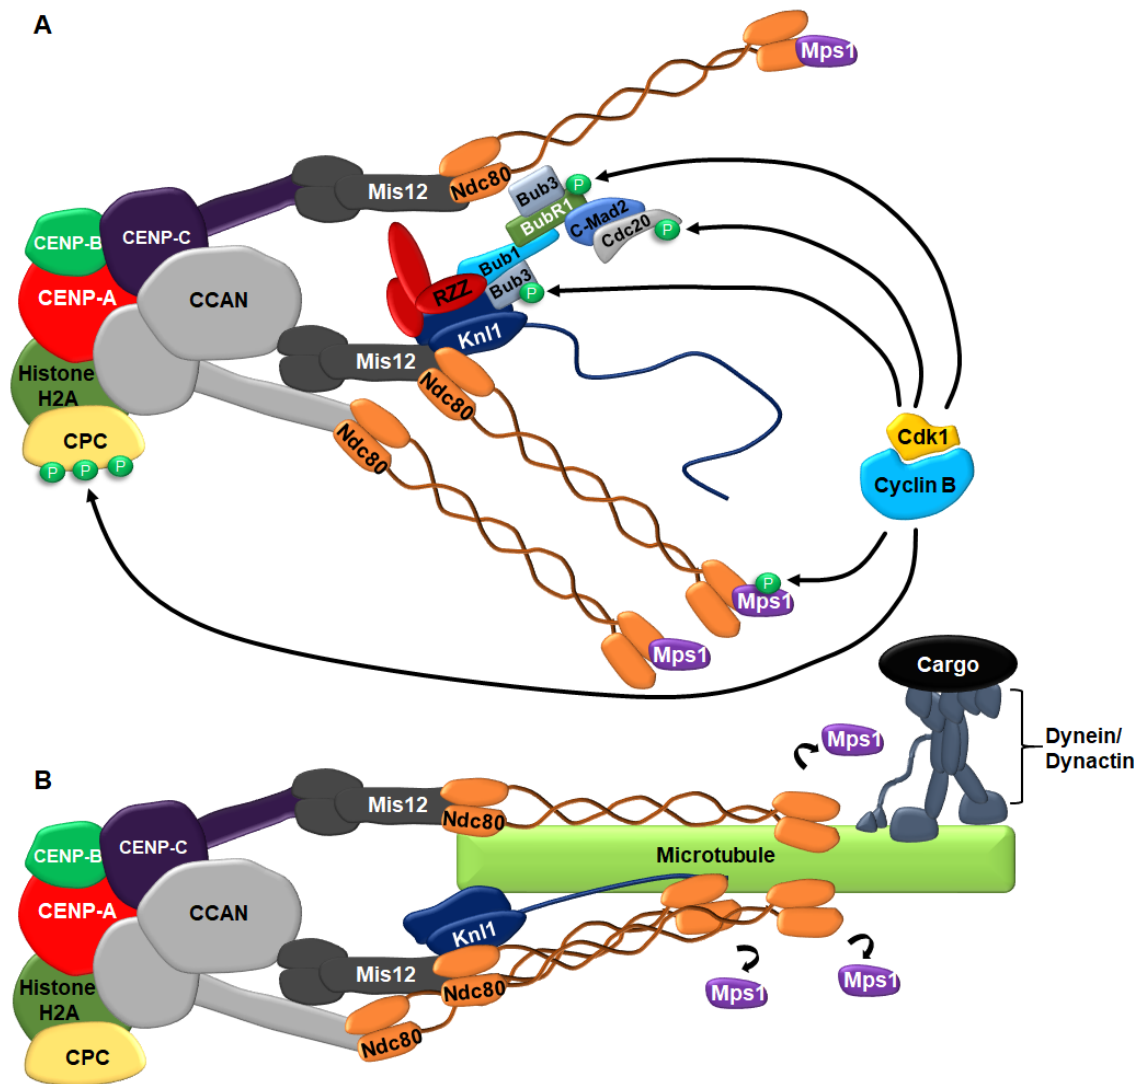 A
Mps1
Mis12
Ndc80
Bub3
P
BubR1
C-Mad2
Cdc20
P
CENP-B
CENP-C
Bub1
Bub3
P
RZZ
CENP-A
CCAN
Knl1
Mis12
Histone
H2A
Ndc80
CPC
P P P
Ndc80
Cdk1
Cyclin B
P
Mps1
Mps1
Cargo
Mps1
Dynein/
Dynactin
B
Mis12
Ndc80
CENP-B
CENP-C
Microtubule
CENP-A
CCAN
Knl1
Mis12
Histone
H2A
Ndc80
Mps1
Mps1
Ndc80
CPC